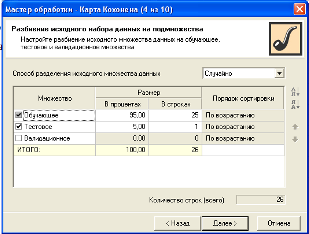 Мастер обработки - Карта Кохонена (4 из 10)
Разбиение исходного набора данных на подмножества
Настройте разбиение исходного множества данных на обучающее,
тестовое и валидационное множества
Способ разделения исходного множества данных Случайно
Множество Размер Порядок сортировки
В процентах В строках
Обучающее 95,00 25 По возрастанию
Тестовое 5,00 1 По возрастанию
Валидационное 0,00 0 По возрастанию
ИТОГО: 100,00 26
Количество строк (всего) 26
< Назад Далее > Отмена